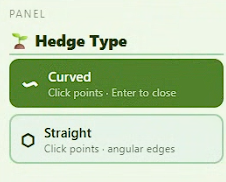 PANEL
Hedge Type
Curved
Click points · Enter to close
Straight
Click points · angular edges